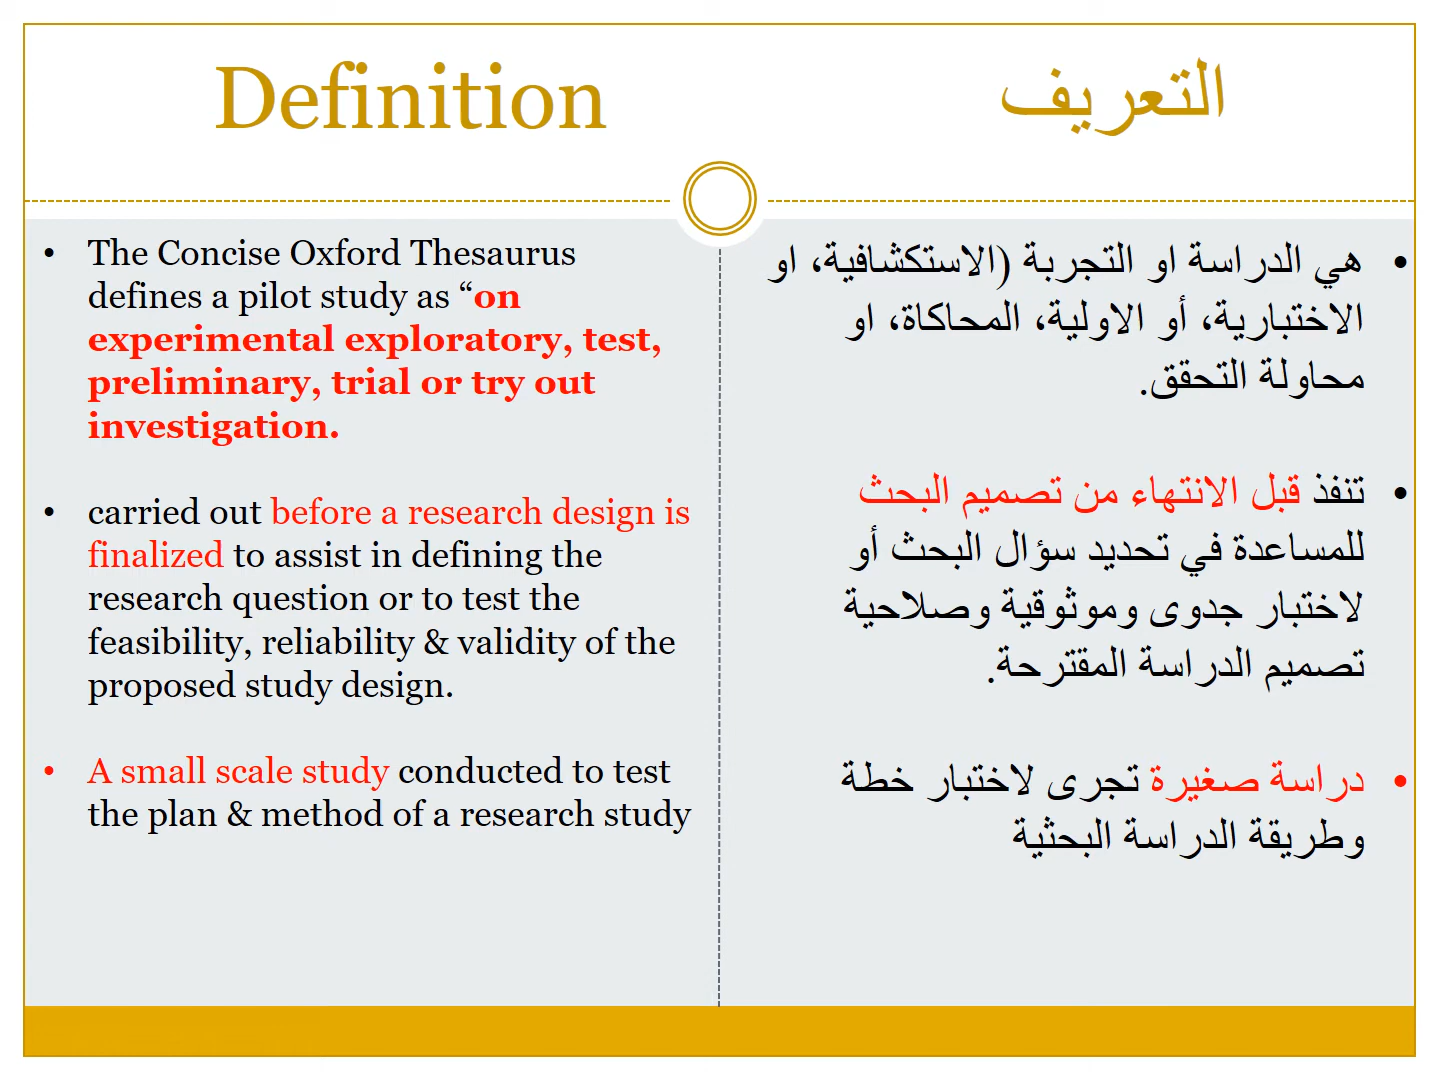 Definition
التعريف
• The Concise Oxford Thesaurus
defines a pilot study as “on
experimental exploratory, test,
preliminary, trial or try out
investigation.
• carried out before a research design is
finalized to assist in defining the
research question or to test the
feasibility, reliability & validity of the
proposed study design.
• A small scale study conducted to test
the plan & method of a research study
• هي الدراسة او التجربة (الاستكشافية، او
الاختبارية، أو الاولية، المحاكاة، او
محاولة التحقق.
• تنفذ قبل الانتهاء من تصميم البحث
للمساعدة في تحديد سؤال البحث أو
لاختبار جدوى وموثوقية وصلاحية
تصميم الدراسة المقترحة.
• دراسة صغيرة تجرى لاختبار خطة
وطريقة الدراسة البحثية